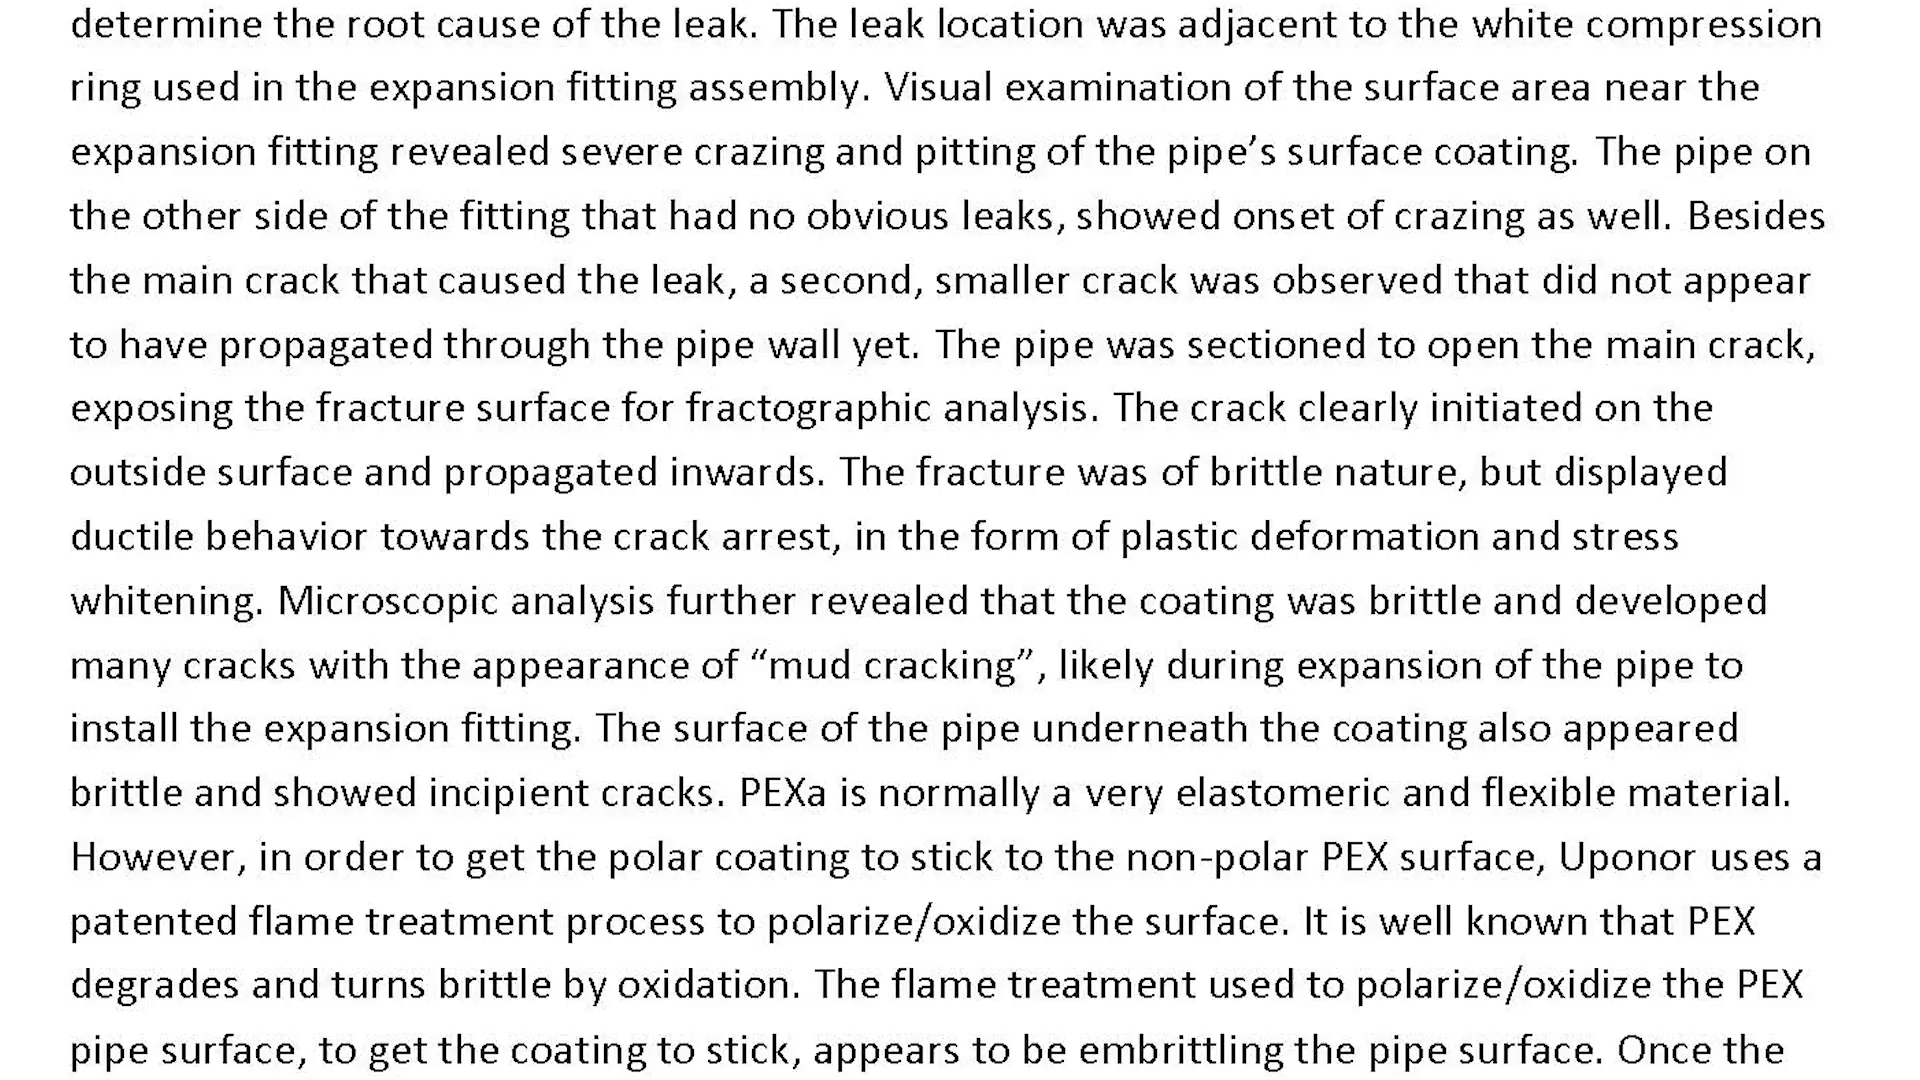 determine the root cause of the leak. The leak location was adjacent to the white compression
ring used in the expansion fitting assembly. Visual examination of the surface area near the
expansion fitting revealed severe crazing and pitting of the pipe’s surface coating. The pipe on
the other side of the fitting that had no obvious leaks, showed onset of crazing as well. Besides
the main crack that caused the leak, a second, smaller crack was observed that did not appear
to have propagated through the pipe wall yet. The pipe was sectioned to open the main crack,
exposing the fracture surface for fractographic analysis. The crack clearly initiated on the
outside surface and propagated inwards. The fracture was of brittle nature, but displayed
ductile behavior towards the crack arrest, in the form of plastic deformation and stress
whitening. Microscopic analysis further revealed that the coating was brittle and developed
many cracks with the appearance of “mud cracking”, likely during expansion of the pipe to
install the expansion fitting. The surface of the pipe underneath the coating also appeared
brittle and showed incipient cracks. PEXa is normally a very elastomeric and flexible material.
However, in order to get the polar coating to stick to the non-polar PEX surface, Uponor uses a
patented flame treatment process to polarize/oxidize the surface. It is well known that PEX
degrades and turns brittle by oxidation. The flame treatment used to polarize/oxidize the PEX
pipe surface, to get the coating to stick, appears to be embrittling the pipe surface. Once the